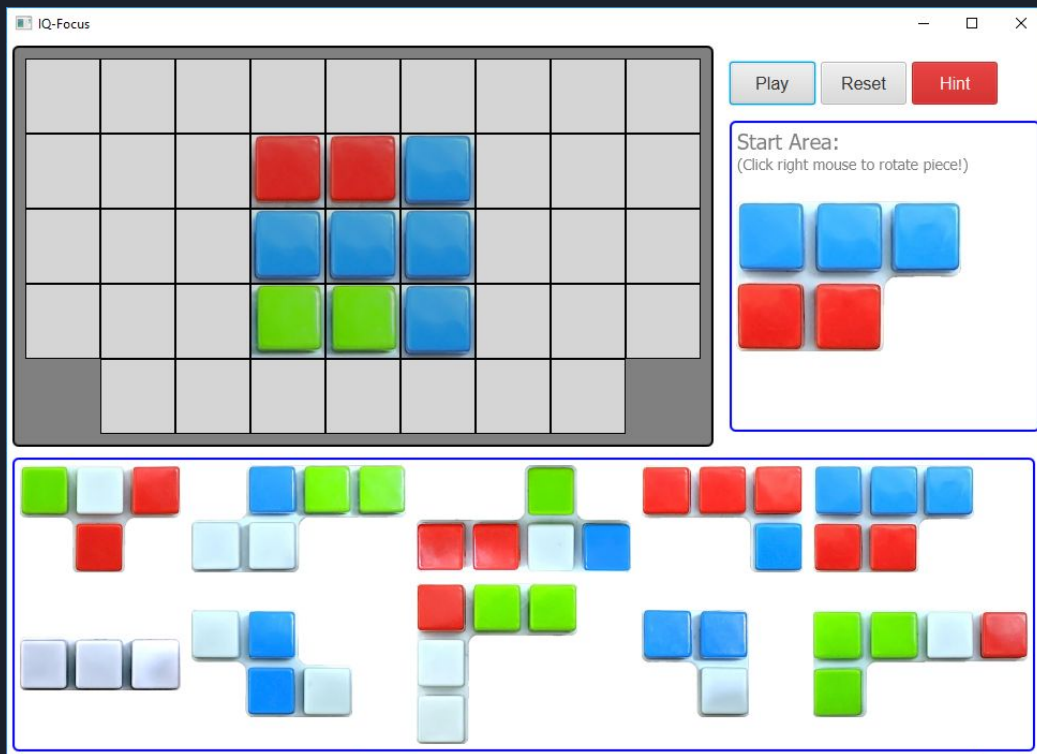 IQ-Focus
Play Reset Hint
Start Area:
(Click right mouse to rotate piece!)